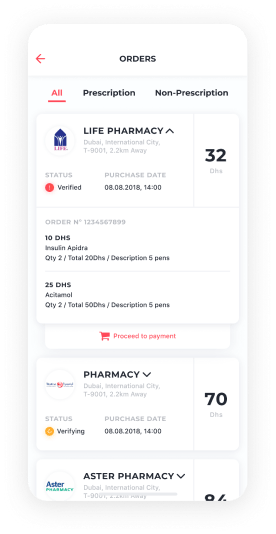 ORDERS
All Prescription Non-Prescription
LIFE PHARMACY
Dubai, International City,
T-9001, 2.2km Away
32
Dhs
LIFE
STATUS PURCHASE DATE
Verified 08.08.2018, 14:00
ORDER N° 1234567899
10 DHS
Insulin Apidra
Qty 2 / Total 20Dhs / Description 5 pens
25 DHS
Acitamol
Qty 2 / Total 50Dhs / Description 5 pens
Proceed to payment
PHARMACY
Dubai, International City,
T-9001, 2.2km Away
70
Dhs
STATUS PURCHASE DATE
Verifying 08.08.2018, 14:00
Aster
PHARMACY
ASTER PHARMACY
Dubai, International City,
T-9001, 2.2km Away
84